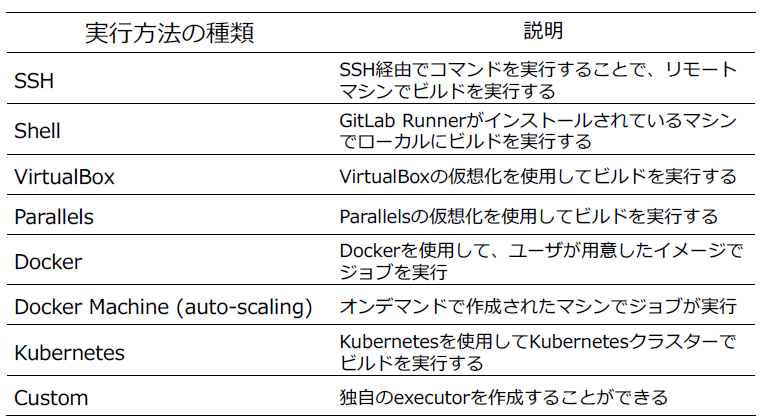 実行方法の種類 説明
SSH
SSH経由でコマンドを実行することで、リモート
マシンでビルドを実行する
Shell
GitLab Runnerがインストールされているマシン
でローカルにビルドを実行する
VirtualBox VirtualBoxの仮想化を使用してビルドを実行する
Parallels Parallelsの仮想化を使用してビルドを実行する
Docker
Dockerを使用して、ユーザが用意したイメージで
ジョブを実行
Docker Machine (auto-scaling) オンデマンドで作成されたマシンでジョブが実行
Kubernetes
Kubernetesを使用してKubernetesクラスターで
ビルドを実行する
Custom 独自のexecutorを作成することができる